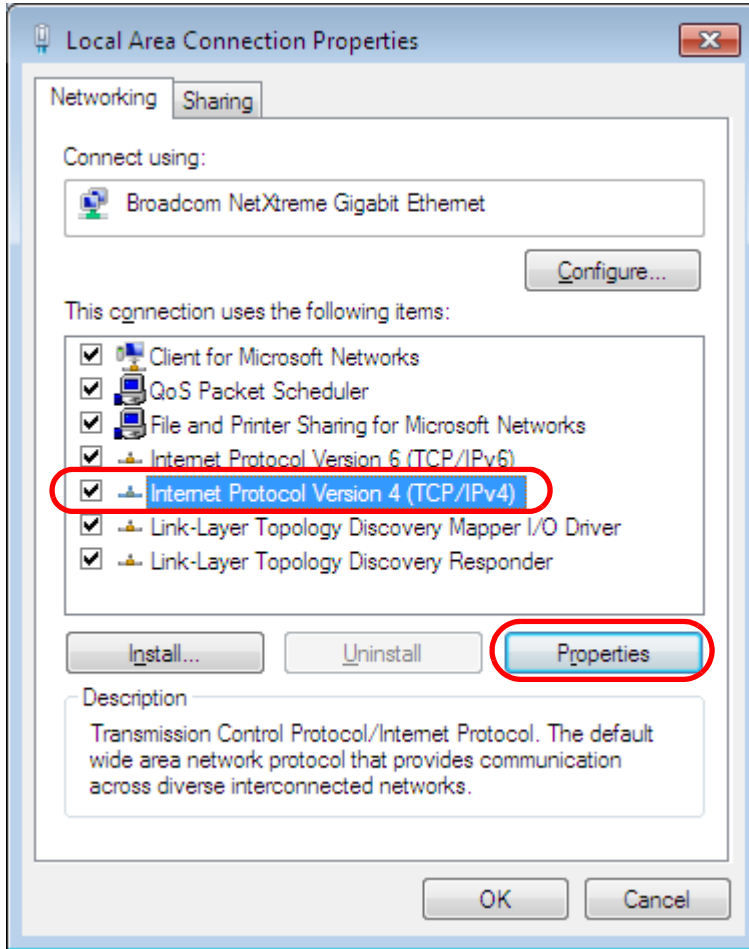 Local Area Connection Properties
Networking
Sharing
Connect using:
Broadcom NetXtreme Gigabit Ethernet
Configure...
This connection uses the following items:
Client for Microsoft Networks
QoS Packet Scheduler
File and Printer Sharing for Microsoft Networks
Internet Protocol Version 6 (TCP/IPv6)
Internet Protocol Version 4 (TCP/IPv4)
Link-Layer Topology Discovery Mapper I/O Driver
Link-Layer Topology Discovery Responder
Install...
Uninstall
Properties
Description
Transmission Control Protocol/Internet Protocol. The default
wide area network protocol that provides communication
across diverse interconnected networks.
OK
Cancel